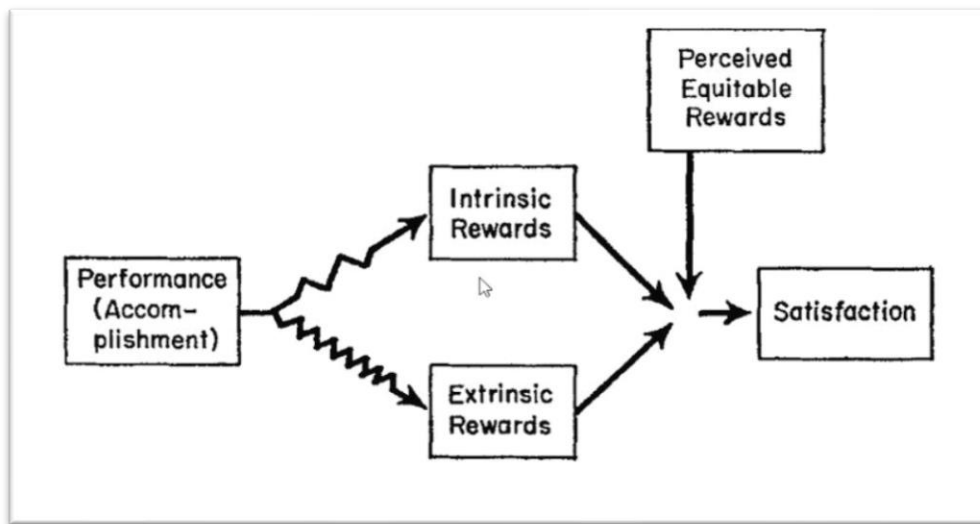 Perceived
Equitable
Rewards
Intrinsic
Rewards
Performance
(Accom-
plishment)
Satisfaction
Extrinsic
Rewards